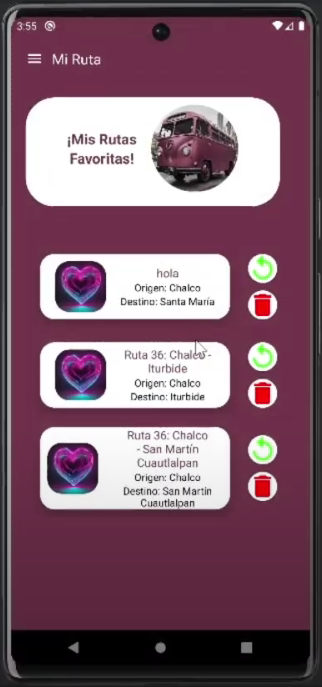 3:55
Mi Ruta
¡Mis Rutas
Favoritas!
hola
Origen: Chalco
Destino: Santa María
Ruta 36: Chalco -
Iturbide
Origen: Chalco
Destino: Iturbide
Ruta 36: Chalco
- San Martín
Cuautlalpan
Origen: Chalco
Destino: San Martín
Cuautlalpan